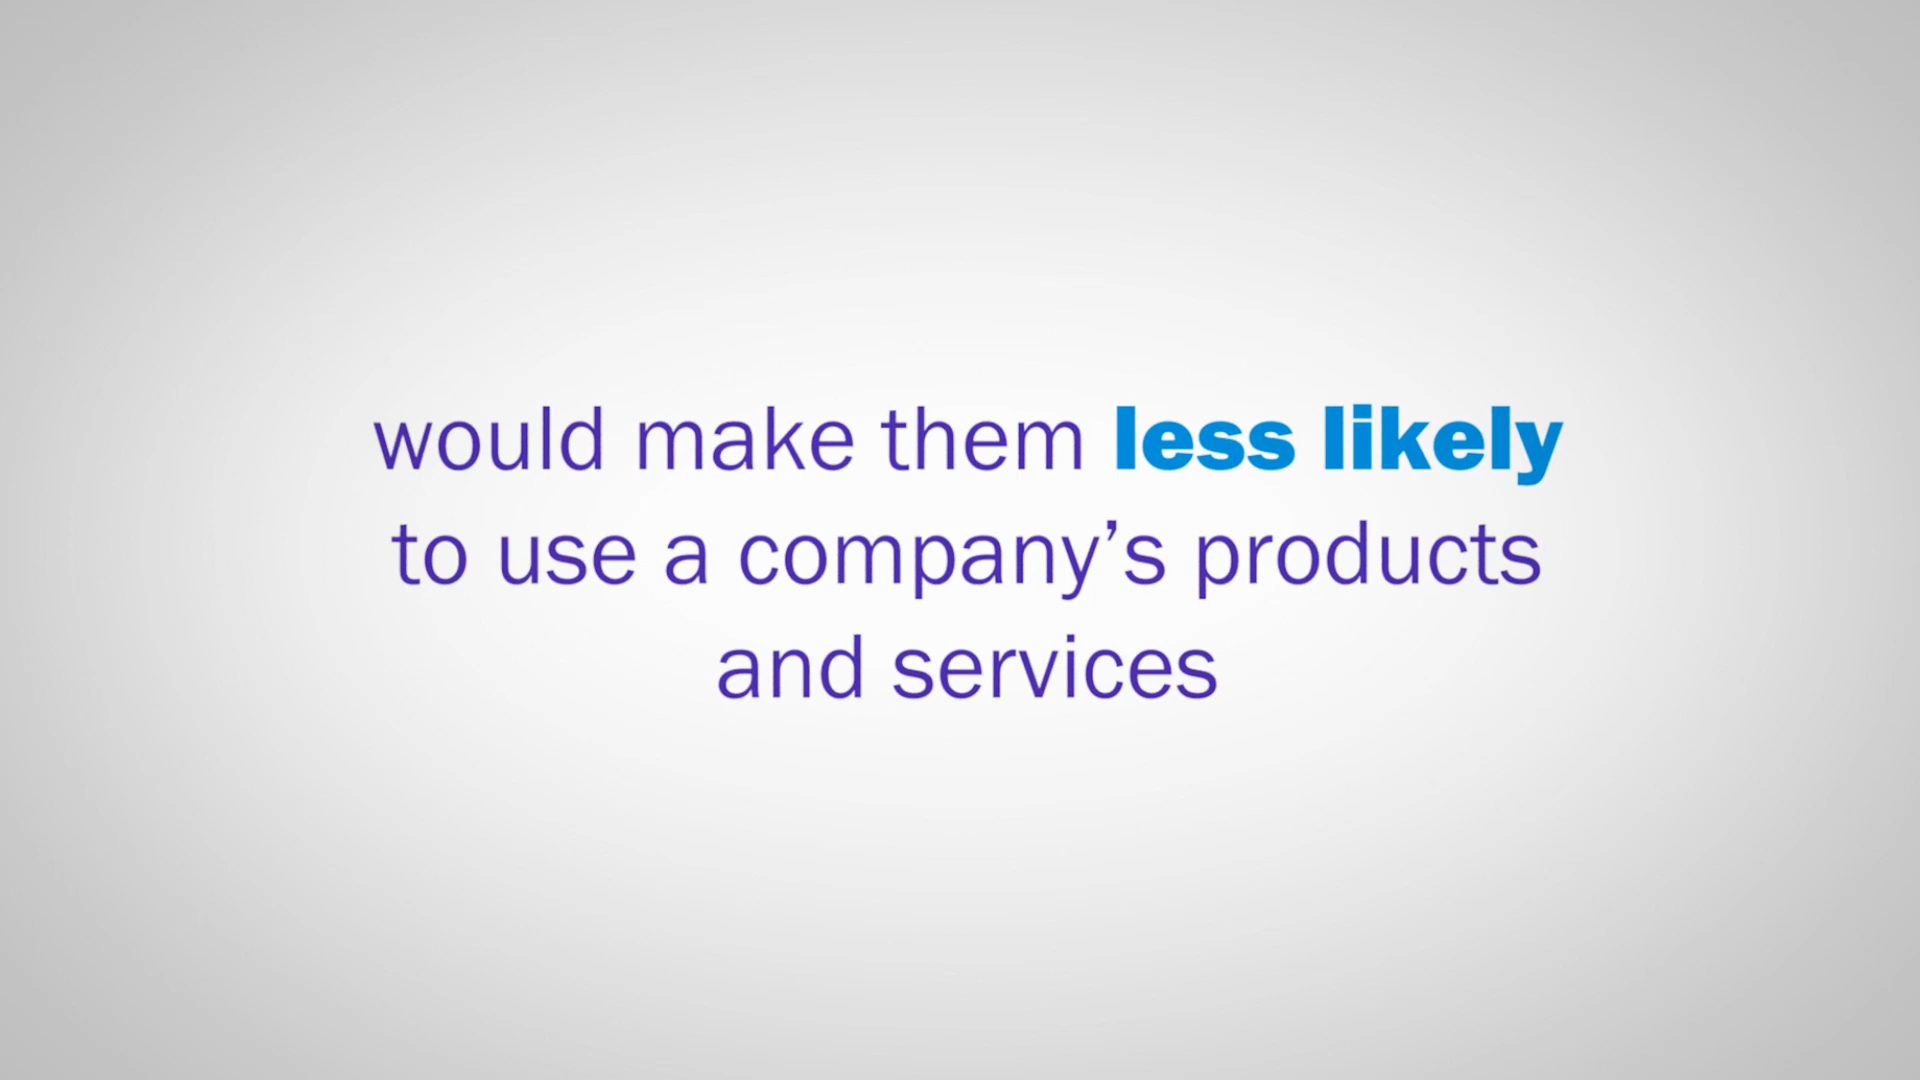 would make them less likely
to use a company’s products
and services